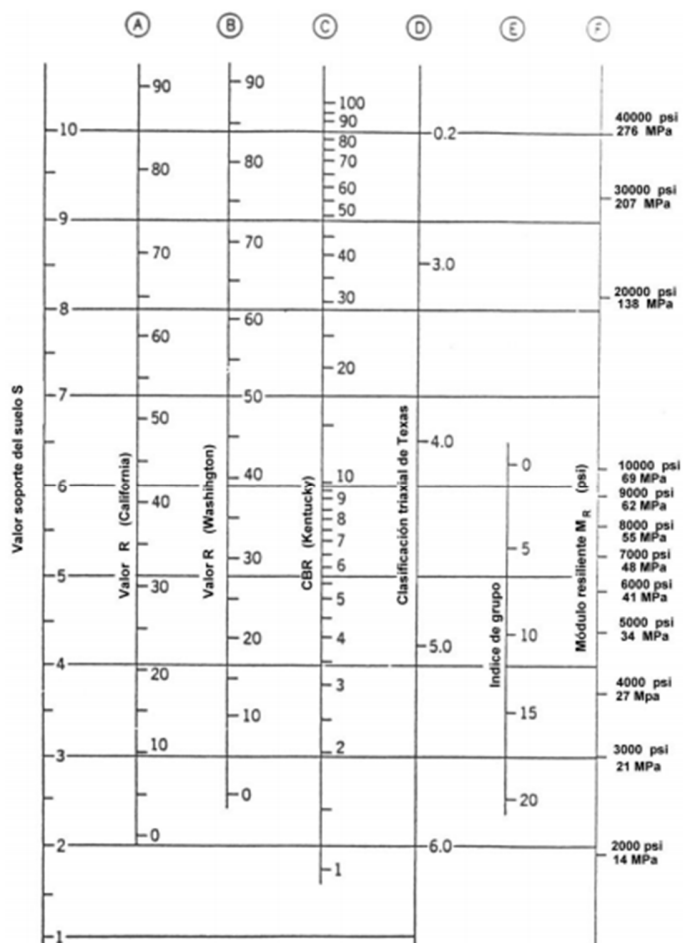 A B C D E F
Valor soporte del suelo S
10
9
8
7
6
5
4
3
2
1
Valor R (California)
90
80
70
60
50
40
30
20
10
0
Valor R (Washington)
90
80
70
60
50
40
30
20
10
0
CBR (Kentucky)
100
90
80
70
60
50
40
30
20
10
9
8
7
6
5
4
3
2
1
Clasificación triaxial de Texas
0.2
3.0
4.0
5.0
6.0
Indice de grupo
0
5
10
15
20
Módulo resiliente MR (psi)
40000 psi
276 MPa
30000 psi
207 MPa
20000 psi
138 MPa
10000 psi
69 MPa
9000 psi
62 MPa
8000 psi
55 MPa
7000 psi
48 MPa
6000 psi
41 MPa
5000 psi
34 MPa
4000 psi
27 Mpa
3000 psi
21 MPa
2000 psi
14 MPa